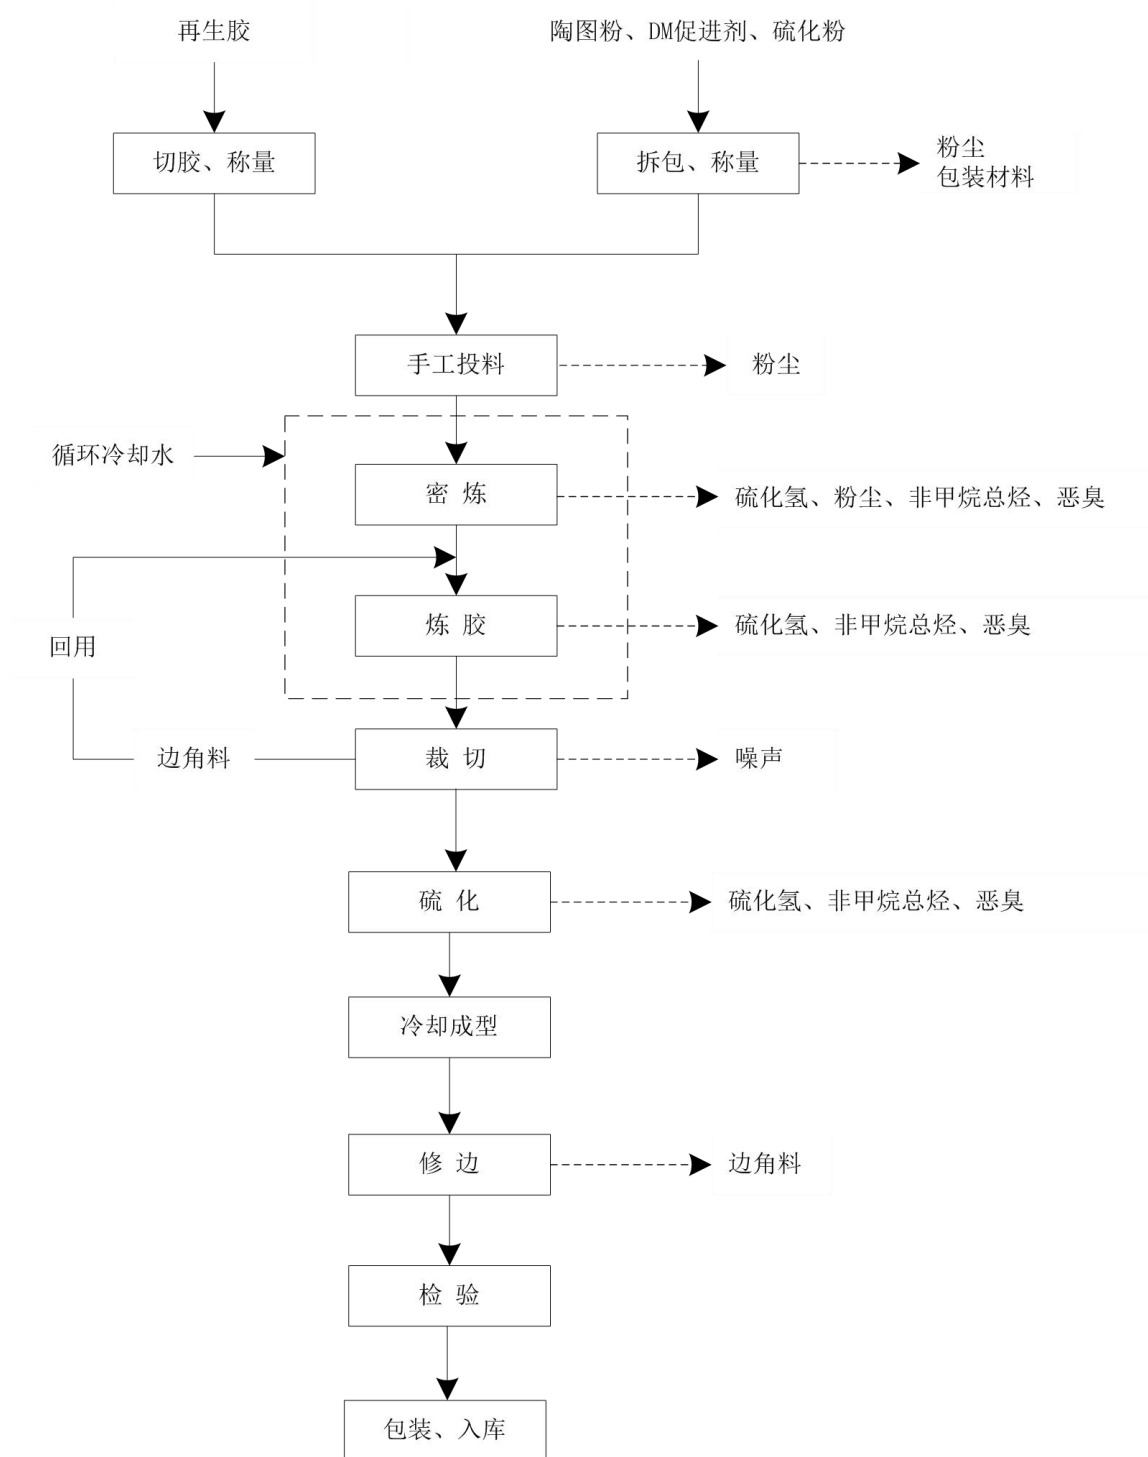 再生胶
陶图粉、DM促进剂、硫化粉
切胶、称量
拆包、称量
粉尘
包装材料
手工投料
粉尘
循环冷却水
密 炼
硫化氢、粉尘、非甲烷总烃、恶臭
炼 胶
硫化氢、非甲烷总烃、恶臭
回用
边角料
裁 切
噪声
硫 化
硫化氢、非甲烷总烃、恶臭
冷却成型
修 边
边角料
检 验
包装、入库